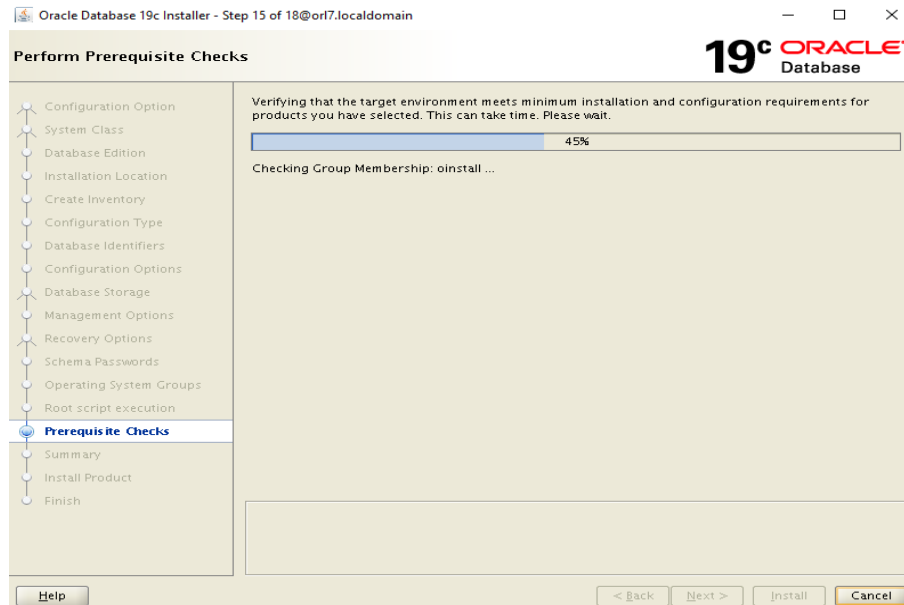 Oracle Database 19c Installer - Step 15 of 18@orl7.localdomain
Perform Prerequisite Checks
19c ORACLE
Database
Configuration Option
System Class
Database Edition
Installation Location
Create Inventory
Configuration Type
Database Identifiers
Configuration Options
Database Storage
Management Options
Recovery Options
Schema Passwords
Operating System Groups
Root script execution
Prerequisite Checks
Summary
Install Product
Finish
Verifying that the target environment meets minimum installation and configuration requirements for
products you have selected. This can take time. Please wait.
45%
Checking Group Membership: oinstall ...
Help
< Back
Next >
Install
Cancel